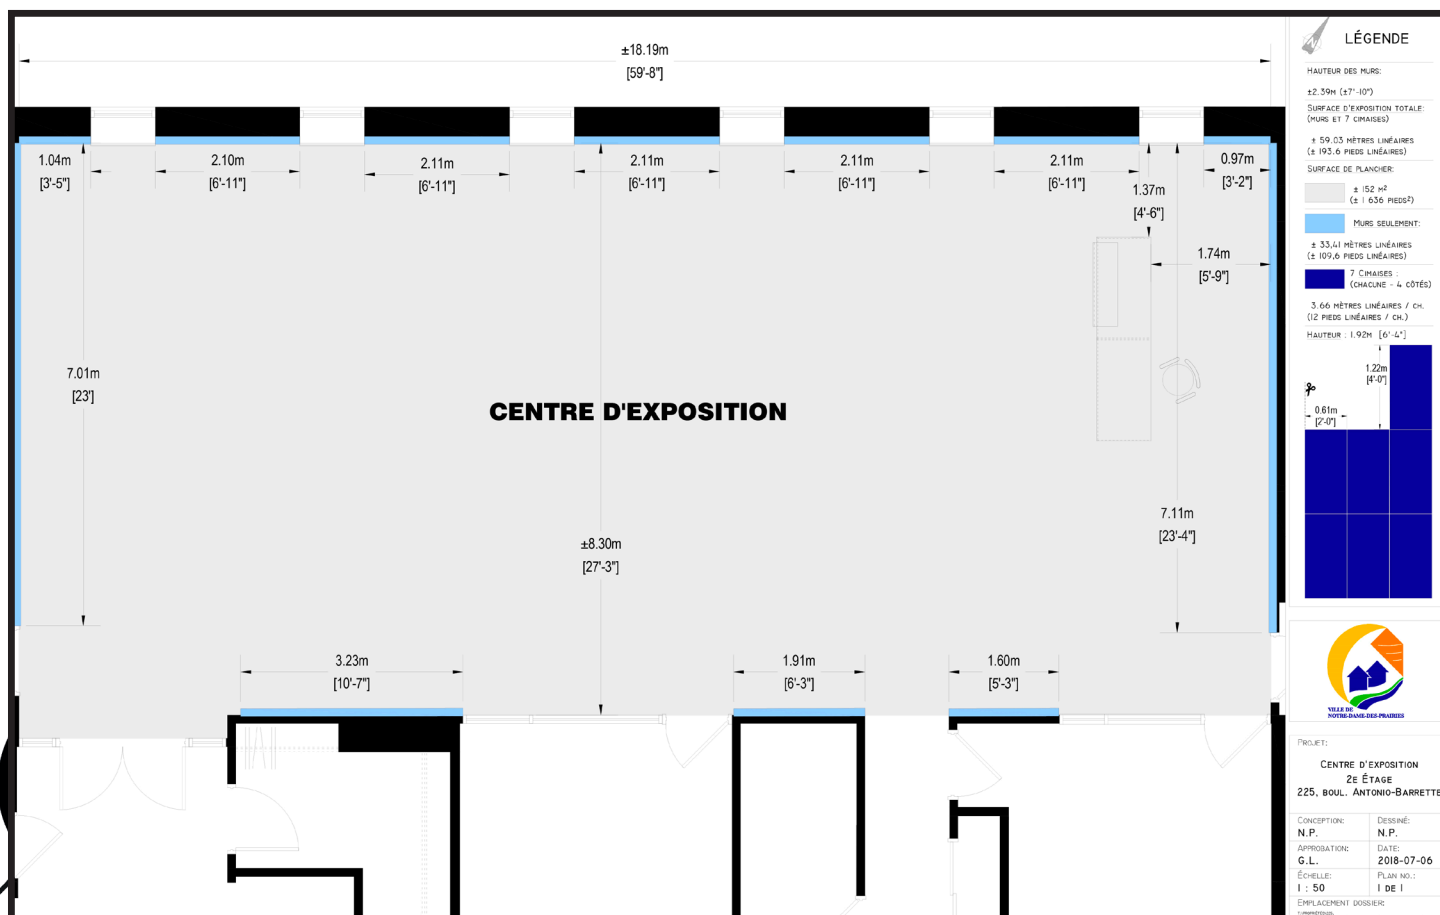 ±18.19m
[59'-8"]
1.04m
[3'-5"]
2.10m
[6'-11"]
2.11m
[6'-11"]
2.11m
[6'-11"]
2.11m
[6'-11"]
2.11m
[6'-11"]
0.97m
[3'-2"]
1.37m
[4'-6"]
1.74m
[5'-9"]
7.01m
[23']
CENTRE D'EXPOSITION
7.11m
[23'-4"]
±8.30m
[27'-3"]
3.23m
[10'-7"]
1.91m
[6'-3"]
1.60m
[5'-3"]
N
LÉGENDE
HAUTEUR DES MURS:
±2.39M (±7'-10")
SURFACE D'EXPOSITION TOTALE:
(MURS ET 7 CIMAISES)
± 59.03 MÈTRES LINÉAIRES
(± 193.6 PIEDS LINÉAIRES)
SURFACE DE PLANCHER:
± 152 M²
(± 1 636 PIEDS²)
MURS SEULEMENT:
± 33,41 MÈTRES LINÉAIRES
(± 109,6 PIEDS LINÉAIRES)
7 CIMAISES :
(CHACUNE - 4 CÔTÉS)
3.66 MÈTRES LINÉAIRES / CH.
(12 PIEDS LINÉAIRES / CH.)
HAUTEUR : 1.92M [6'-4"]
1.22m
[4'-0"]
0.61m
[2'-0"]
VILLE DE
NOTRE-DAME-DES-PRAIRIES
PROJET:
CENTRE D'EXPOSITION
2E ÉTAGE
225, BOUL. ANTONIO-BARRETTE
CONCEPTION:
N.P.
DESSINÉ:
N.P.
APPROBATION:
G.L.
DATE:
2018-07-06
ÉCHELLE:
1 : 50
PLAN NO.:
1 DE 1
EMPLACEMENT DOSSIER: